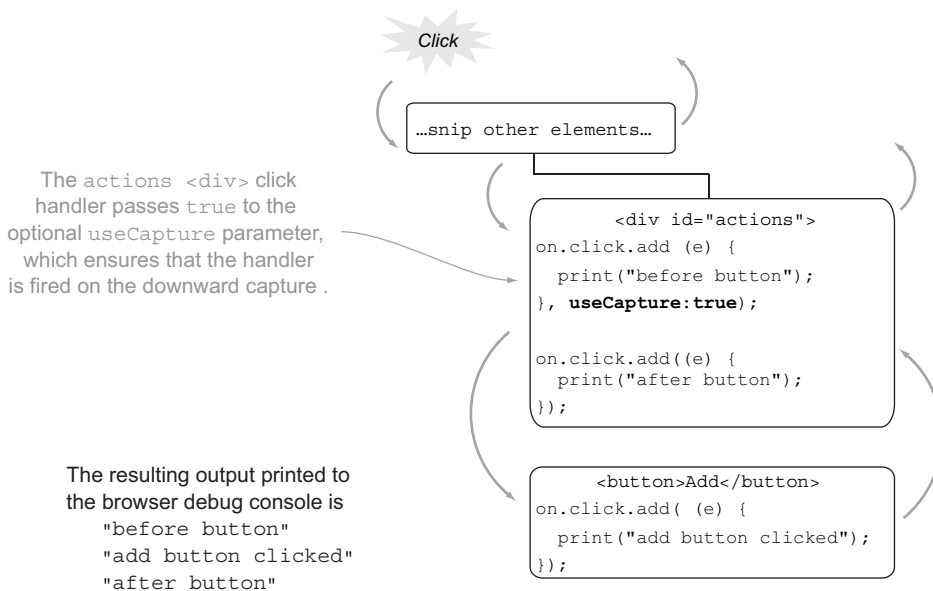 Click
…snip other elements…
The actions <div> click
handler passes true to the
optional useCapture parameter,
which ensures that the handler
is fired on the downward capture .
<div id="actions">
on.click.add (e) {
print("before button");
}, useCapture:true);
on.click.add((e) {
print("after button");
});
The resulting output printed to
the browser debug console is
"before button"
"add button clicked"
"after button"
<button>Add</button>
on.click.add( (e) {
print("add button clicked");
});